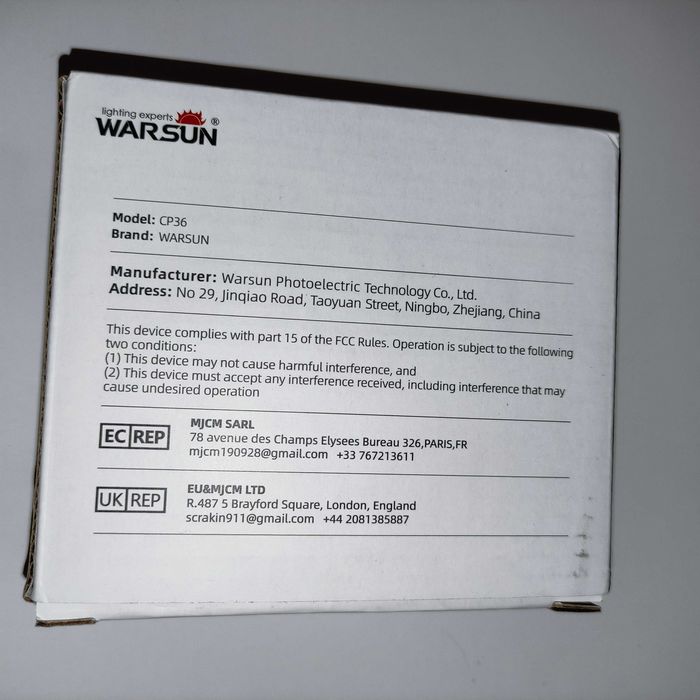 lighting experts
WARSUN®
Model: CP36
Brand: WARSUN
Manufacturer: Warsun Photoelectric Technology Co., Ltd.
Address: No 29, Jinqiao Road, Taoyuan Street, Ningbo, Zhejiang, China
This device complies with part 15 of the FCC Rules. Operation is subject to the following
two conditions:
(1) This device may not cause harmful interference, and
(2) This device must accept any interference received, including interference that may
cause undesired operation
EC REP
MJCM SARL
78 avenue des Champs Elysees Bureau 326,PARIS,FR
mjcm190928@gmail.com +33 767213611
UK REP
EU&MJCM LTD
R.487 5 Brayford Square, London, England
scrakin911@gmail.com +44 2081385887